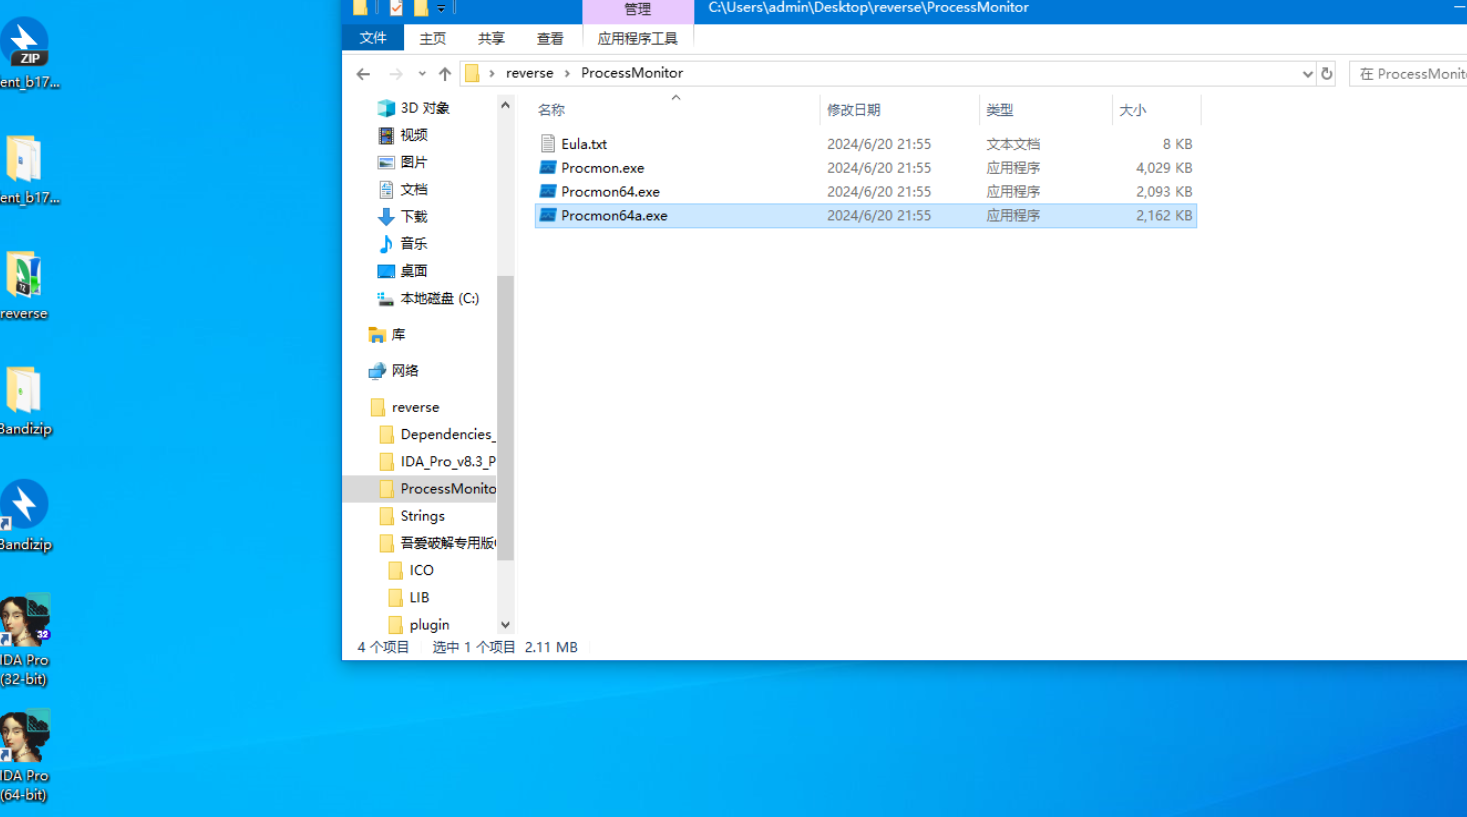 管理
C:\Users\admin\Desktop\reverse\ProcessMonitor
文件
主页
共享
查看
应用程序工具
reverse
ProcessMonitor
在 ProcessMonit
3D 对象
视频
图片
文档
下载
音乐
桌面
本地磁盘 (C:)
库
网络
reverse
Dependencies_
IDA_Pro_v8.3_P
ProcessMonito
Strings
吾爱破解专用版
ICO
LIB
plugin
名称 修改日期 类型 大小
Eula.txt 2024/6/20 21:55 文本文档 8 KB
Procmon.exe 2024/6/20 21:55 应用程序 4,029 KB
Procmon64.exe 2024/6/20 21:55 应用程序 2,093 KB
Procmon64a.exe 2024/6/20 21:55 应用程序 2,162 KB
4 个项目 选中 1 个项目 2.11 MB
ZIP
ent_b17...
ent_b17...
reverse
Bandizip
Bandizip
32
IDA Pro
(32-bit)
IDA Pro
(64-bit)